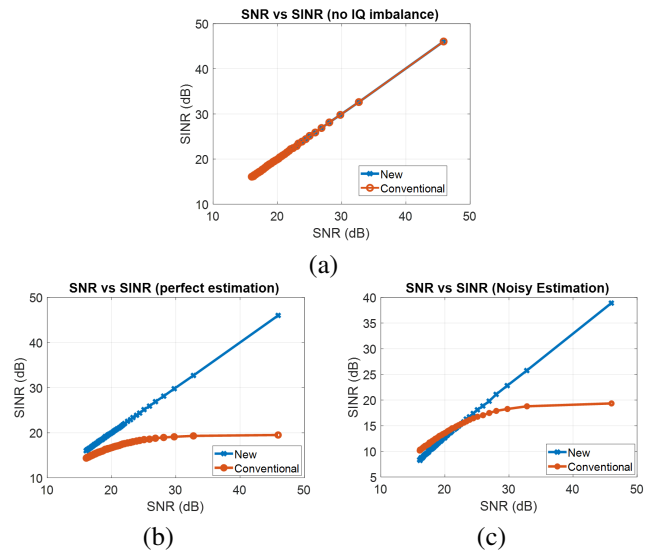 SNR vs SINR (no IQ imbalance)
50
40
30
20
10
SINR (dB)
New
Conventional
10 20 30 40 50
SNR (dB)
(a)
SNR vs SINR (perfect estimation)
50
40
30
20
10
SINR (dB)
New
Conventional
10 20 30 40 50
SNR (dB)
(b)
SNR vs SINR (Noisy Estimation)
40
35
30
25
20
15
10
5
SINR (dB)
New
Conventional
10 20 30 40 50
SNR (dB)
(c)